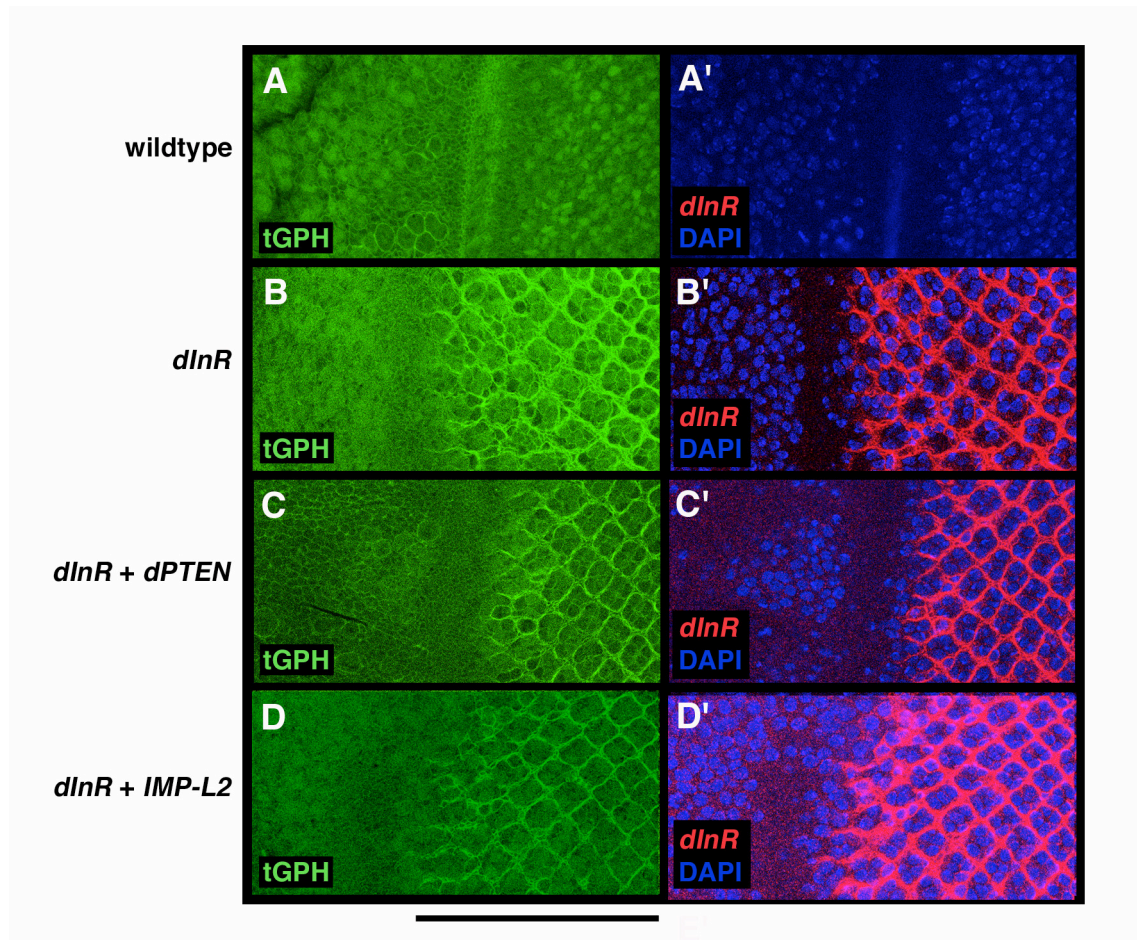 wildtype
A
tGPH
A'
dInR
DAPI
dInR
B
tGPH
B'
dInR
DAPI
dInR + dPTEN
C
tGPH
C'
dInR
DAPI
dInR + IMP-L2
D
tGPH
D'
dInR
DAPI